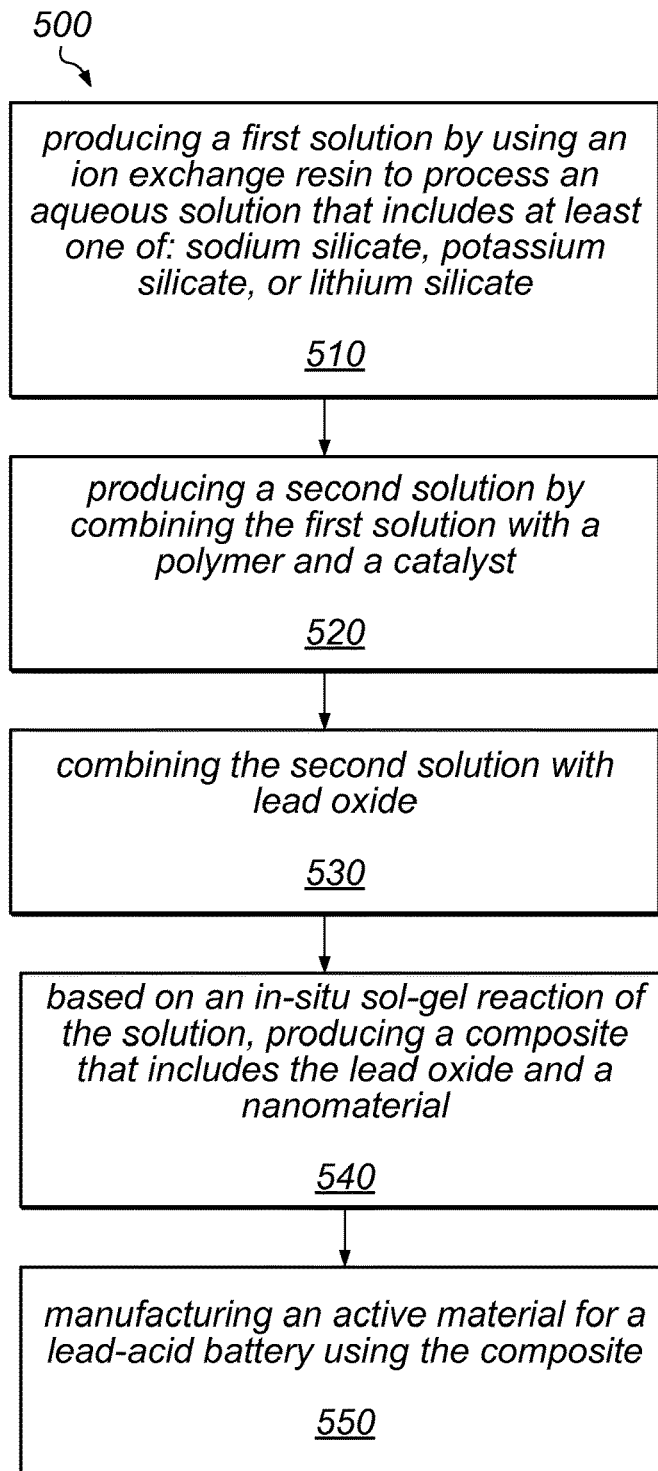 500
producing a first solution by using an
ion exchange resin to process an
aqueous solution that includes at least
one of: sodium silicate, potassium
silicate, or lithium silicate
510
producing a second solution by
combining the first solution with a
polymer and a catalyst
520
combining the second solution with
lead oxide
530
based on an in-situ sol-gel reaction of
the solution, producing a composite
that includes the lead oxide and a
nanomaterial
540
manufacturing an active material for a
lead-acid battery using the composite
550